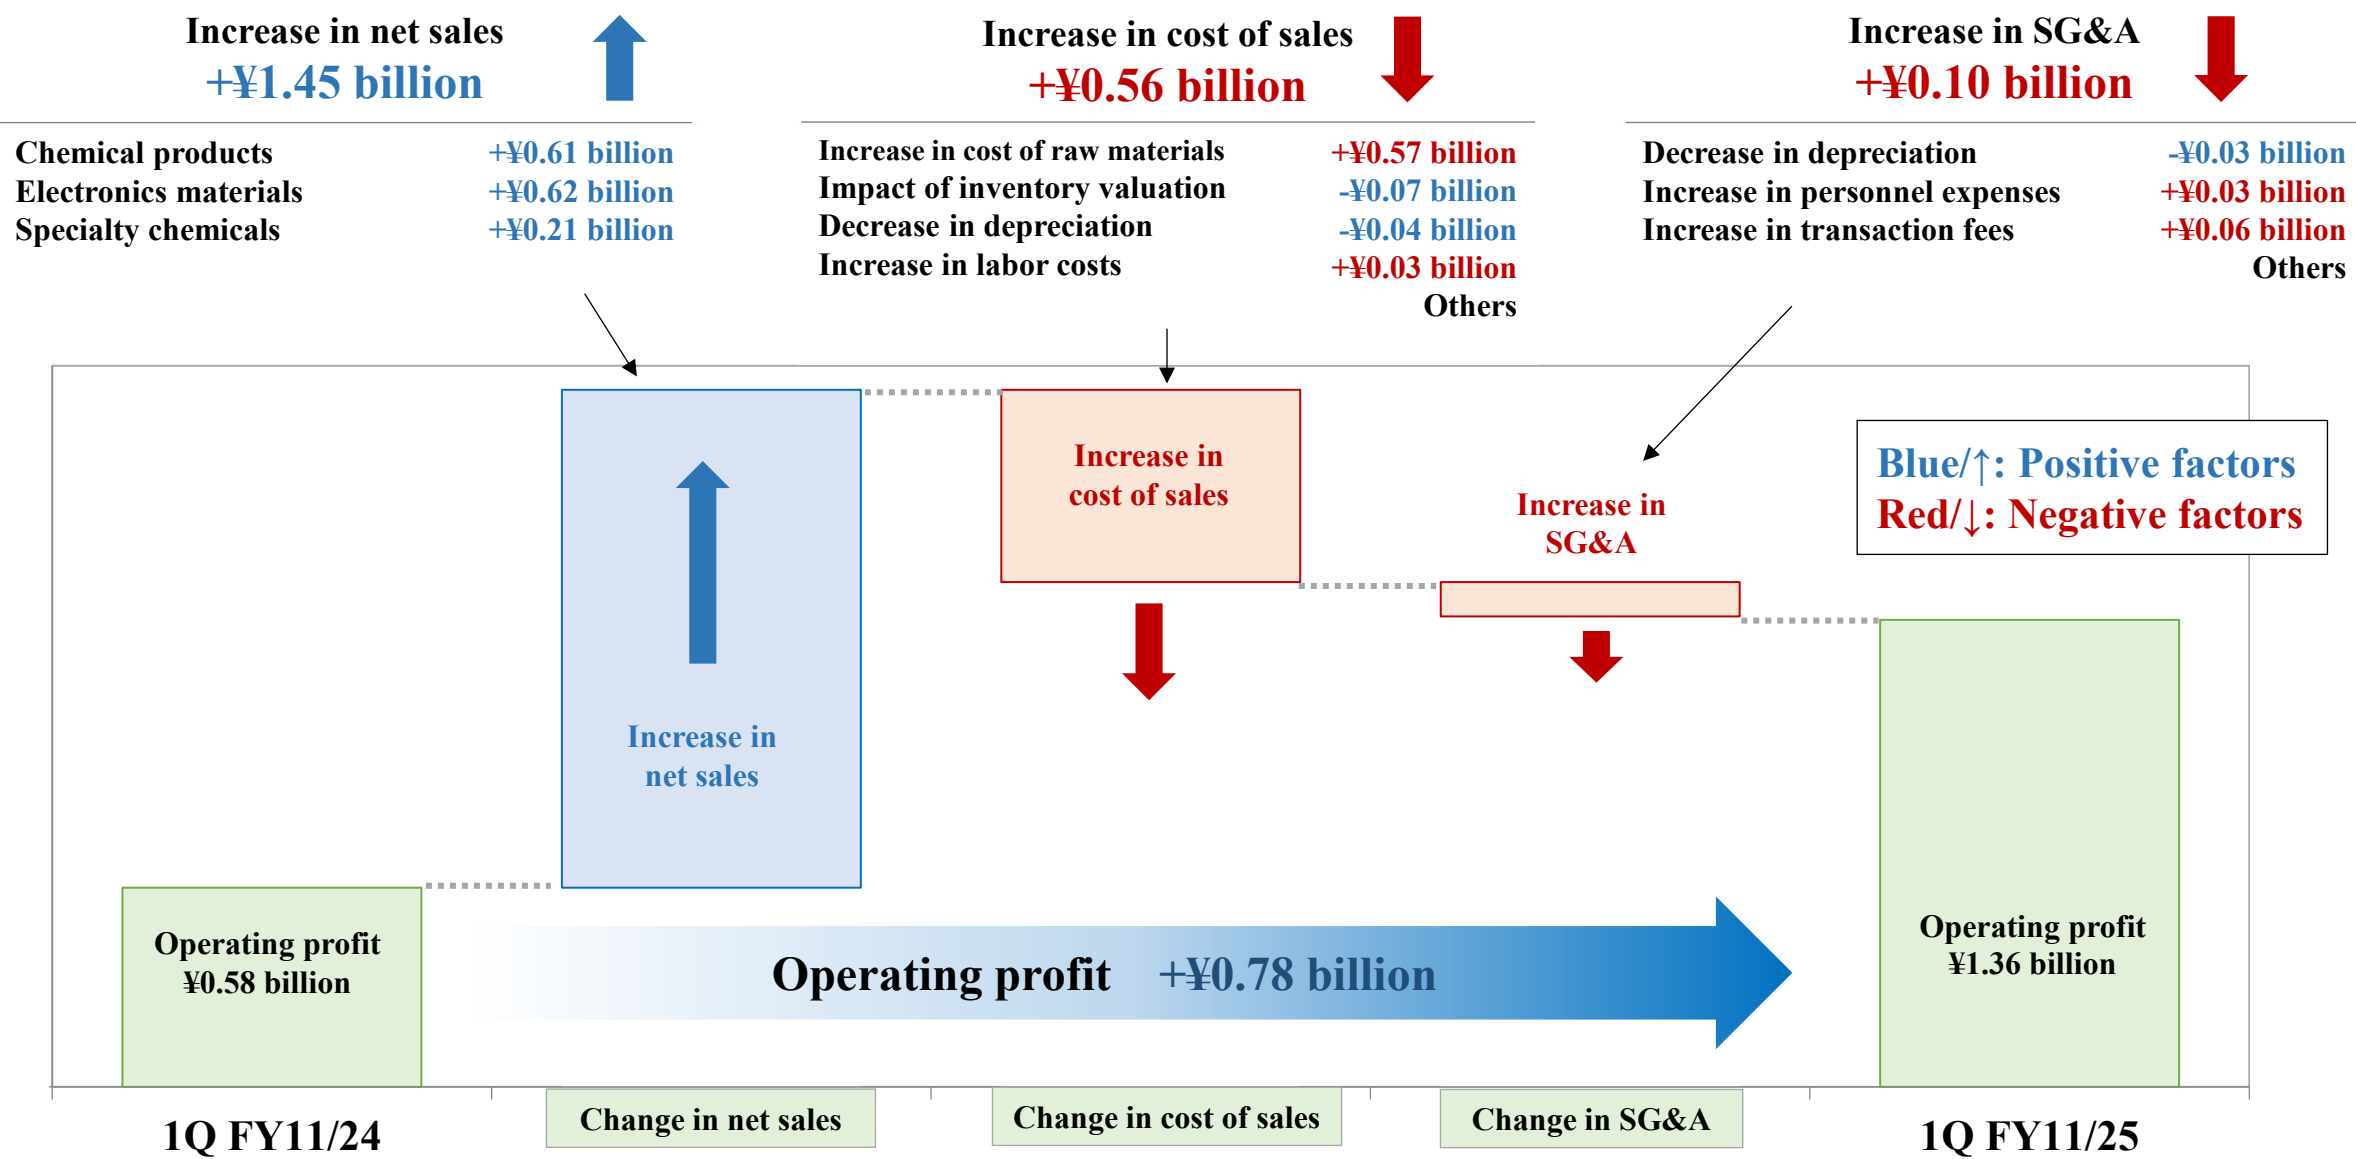 Increase in net sales
+¥1.45 billion
Chemical products +¥0.61 billion
Electronics materials +¥0.62 billion
Specialty chemicals +¥0.21 billion
Increase in cost of sales
+¥0.56 billion
Increase in cost of raw materials +¥0.57 billion
Impact of inventory valuation -¥0.07 billion
Decrease in depreciation -¥0.04 billion
Increase in labor costs +¥0.03 billion
Others
Increase in SG&A
+¥0.10 billion
Decrease in depreciation -¥0.03 billion
Increase in personnel expenses +¥0.03 billion
Increase in transaction fees +¥0.06 billion
Others
Blue/↑: Positive factors
Red/↓: Negative factors
Increase in
cost of sales
Increase in
SG&A
Increase in
net sales
Operating profit
¥0.58 billion
Operating profit +¥0.78 billion
Operating profit
¥1.36 billion
1Q FY11/24
Change in net sales
Change in cost of sales
Change in SG&A
1Q FY11/25